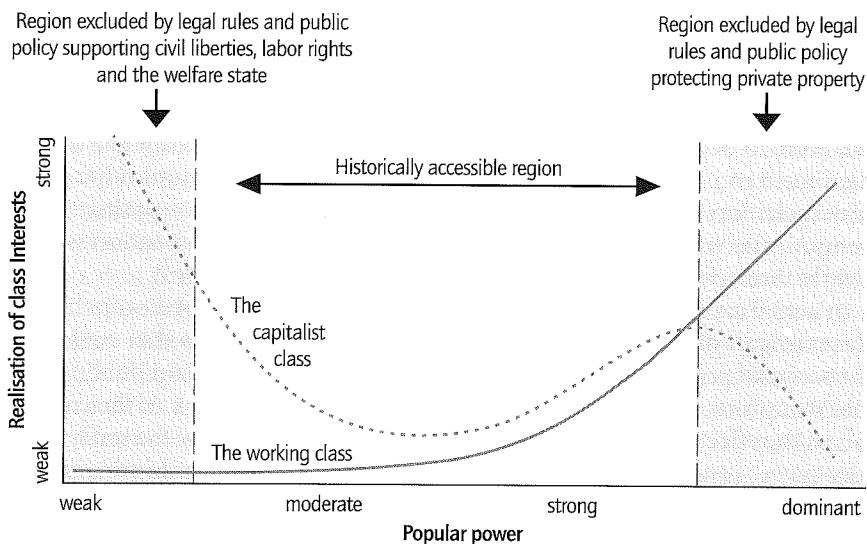 Region excluded by legal rules and public
policy supporting civil liberties, labor rights
and the welfare state
Region excluded by legal
rules and public policy
protecting private property
Realisation of class Interests
strong
weak
Historically accessible region
The
capitalist
class
The working class
weak
moderate
strong
dominant
Popular power